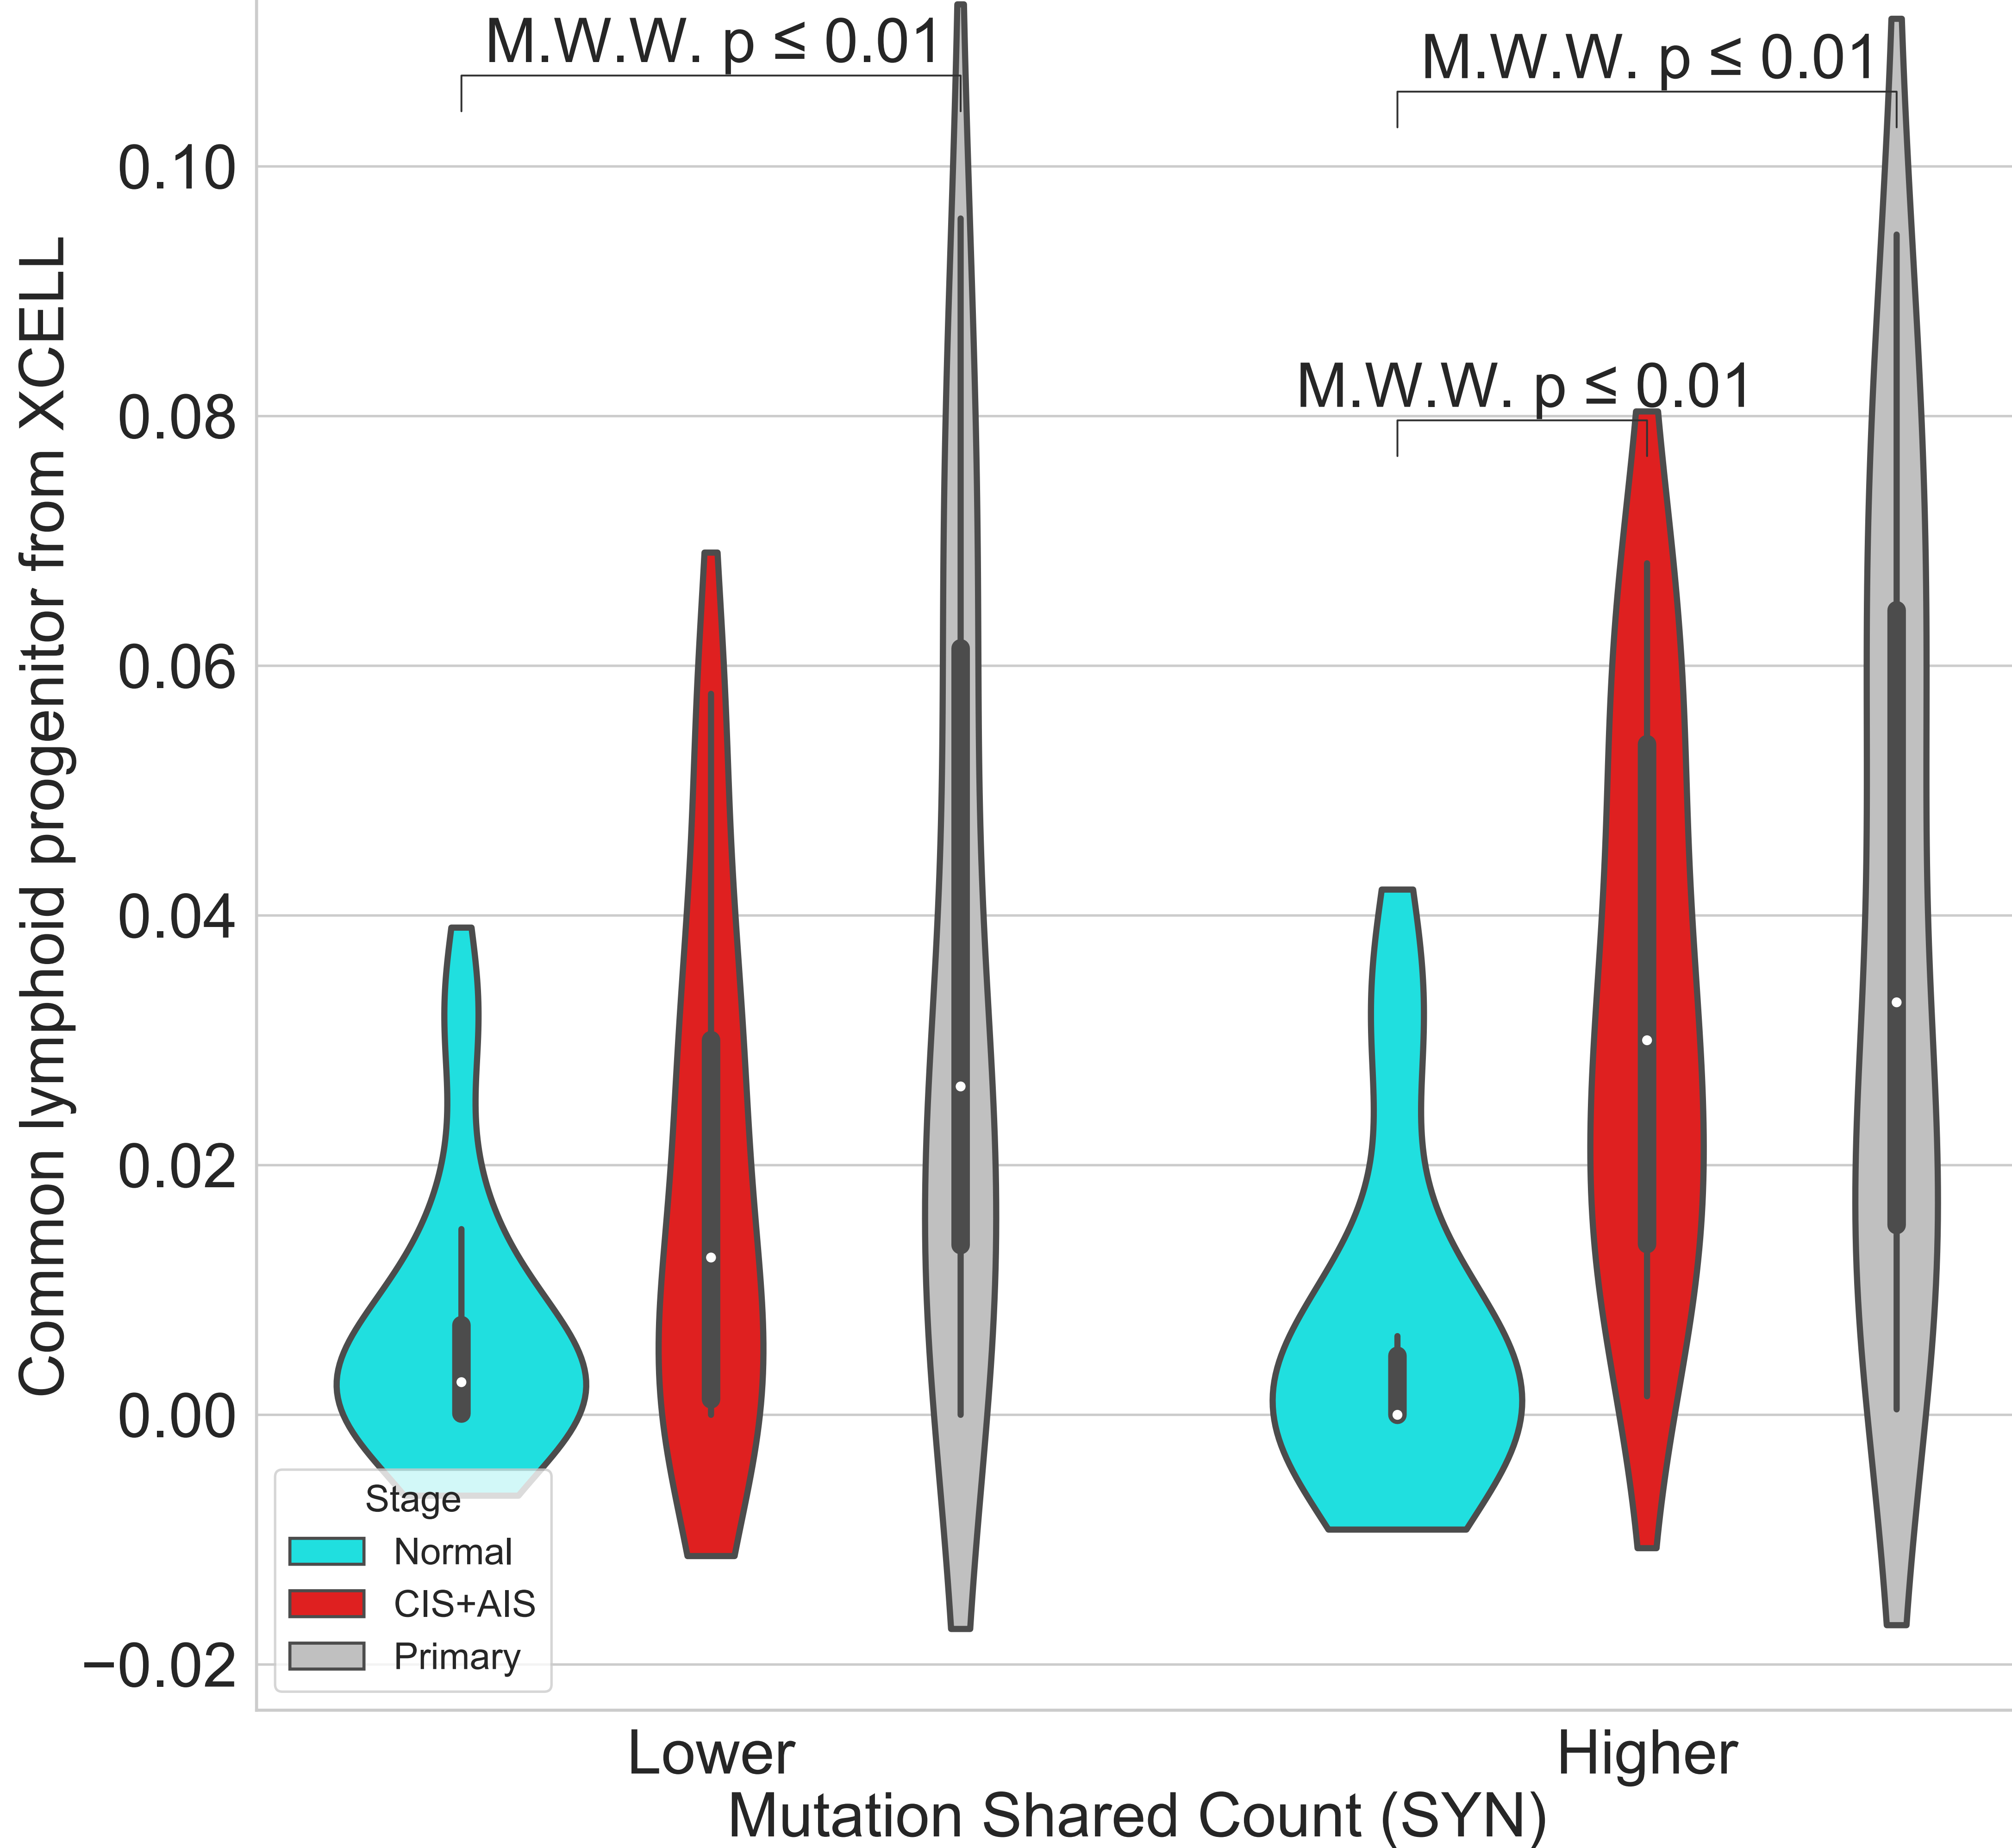 M.W.W. p ≤ 0.01
M.W.W. p ≤ 0.01
M.W.W. p ≤ 0.01
Common lymphoid progenitor from XCELL
0.10
0.08
0.06
0.04
0.02
0.00
−0.02
Stage
Normal
CIS+AIS
Primary
Lower
Higher
Mutation Shared Count (SYN)